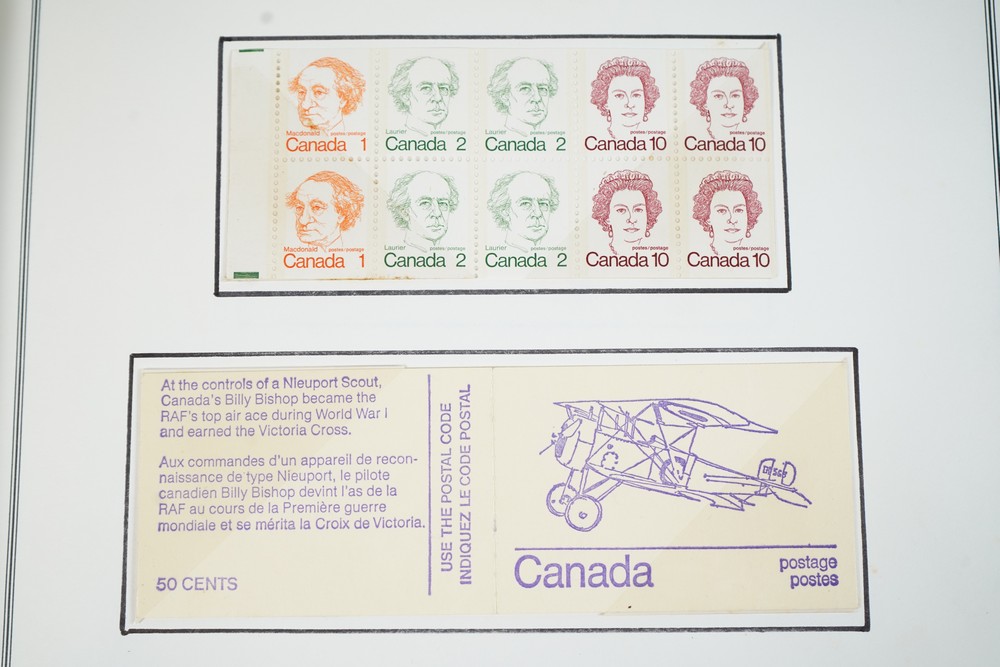 Macdonald postes/postage
Canada 1
Laurier postes/postage
Canada 2
Laurier postes/postage
Canada 2
postes/postage
Canada 10
postes/postage
Canada 10
Macdonald postes/postage
Canada 1
Laurier postes/postage
Canada 2
Laurier postes/postage
Canada 2
postes/postage
Canada 10
postes/postage
Canada 10
At the controls of a Nieuport Scout,
Canada's Billy Bishop became the
RAF's top air ace during World War I
and earned the Victoria Cross.
Aux commandes d'un appareil de recon-
naissance de type Nieuport, le pilote
canadien Billy Bishop devint l'as de la
RAF au cours de la Première guerre
mondiale et se mérita la Croix de Victoria.
50 CENTS
USE THE POSTAL CODE
INDIQUEZ LE CODE POSTAL
Canada
postage
postes